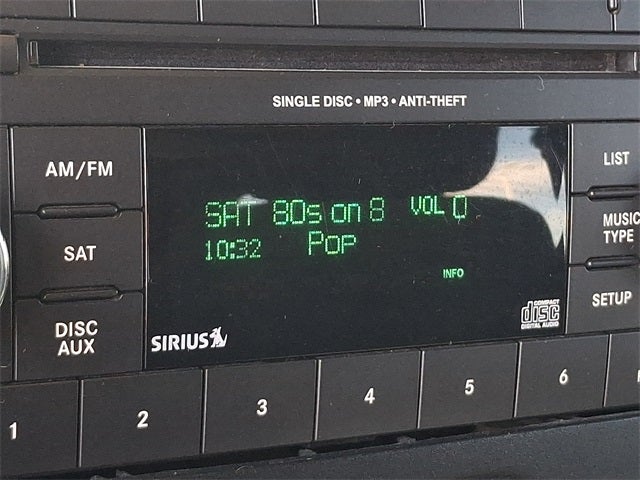 SINGLE DISC • MP3 • ANTI-THEFT
AM/FM
LIST
SAT 80s on 8 VOL 0
MUSIC TYPE
SAT
10:32 Pop
INFO
SETUP
DISC AUX
SIRIUS
COMPACT
disc
DIGITAL AUDIO
1 2 3 4 5 6